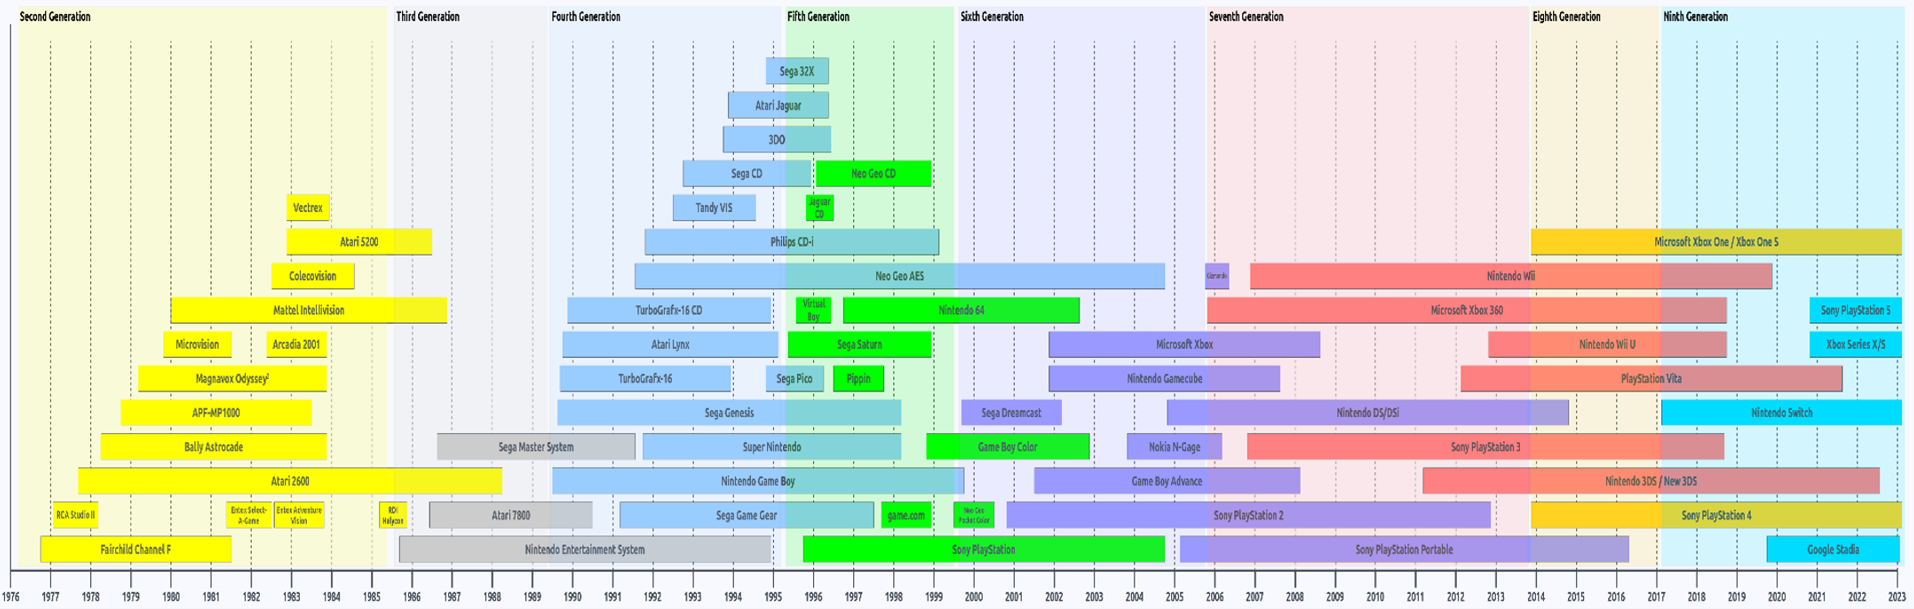 Second Generation
Third Generation
Fourth Generation
Fifth Generation
Sixth Generation
Seventh Generation
Eighth Generation
Ninth Generation
Sega 32X
Atari Jaguar
3DO
Sega CD
Neo Geo CD
Vectrex
Tandy VIS
Jaguar
CD
Atari 5200
Philips CD-i
Microsoft Xbox One / Xbox One S
Colecovision
Neo Geo AES
Nintendo Wii
Mattel Intellivision
TurboGrafx-16 CD
Virtual
Boy
Nintendo 64
Microsoft Xbox 360
Sony PlayStation 5
Microvision
Arcadia 2001
Atari Lynx
Sega Saturn
Microsoft Xbox
Nintendo Wii U
Xbox Series X/S
Magnavox Odyssey²
TurboGrafx-16
Sega Pico
Pippin
Nintendo Gamecube
PlayStation Vita
APF-MP1000
Sega Genesis
Sega Dreamcast
Nintendo DS/DSi
Nintendo Switch
Bally Astrocade
Sega Master System
Super Nintendo
Game Boy Color
Nokia N-Gage
Sony PlayStation 3
Atari 2600
Nintendo Game Boy
Game Boy Advance
Nintendo 3DS / New 3DS
RCA Studio II
Entex Select-
A-Game
Entex Adventure
Vision
RDI
Halycon
Atari 7800
Sega Game Gear
game.com
Neo Geo
Pocket Color
Sony PlayStation 2
Sony PlayStation 4
Fairchild Channel F
Nintendo Entertainment System
Sony PlayStation
Sony PlayStation Portable
Google Stadia
1976 1977 1978 1979 1980 1981 1982 1983 1984 1985 1986 1987 1988 1989 1990 1991 1992 1993 1994 1995 1996 1997 1998 1999 2000 2001 2002 2003 2004 2005 2006 2007 2008 2009 2010 2011 2012 2013 2014 2015 2016 2017 2018 2019 2020 2021 2022 2023